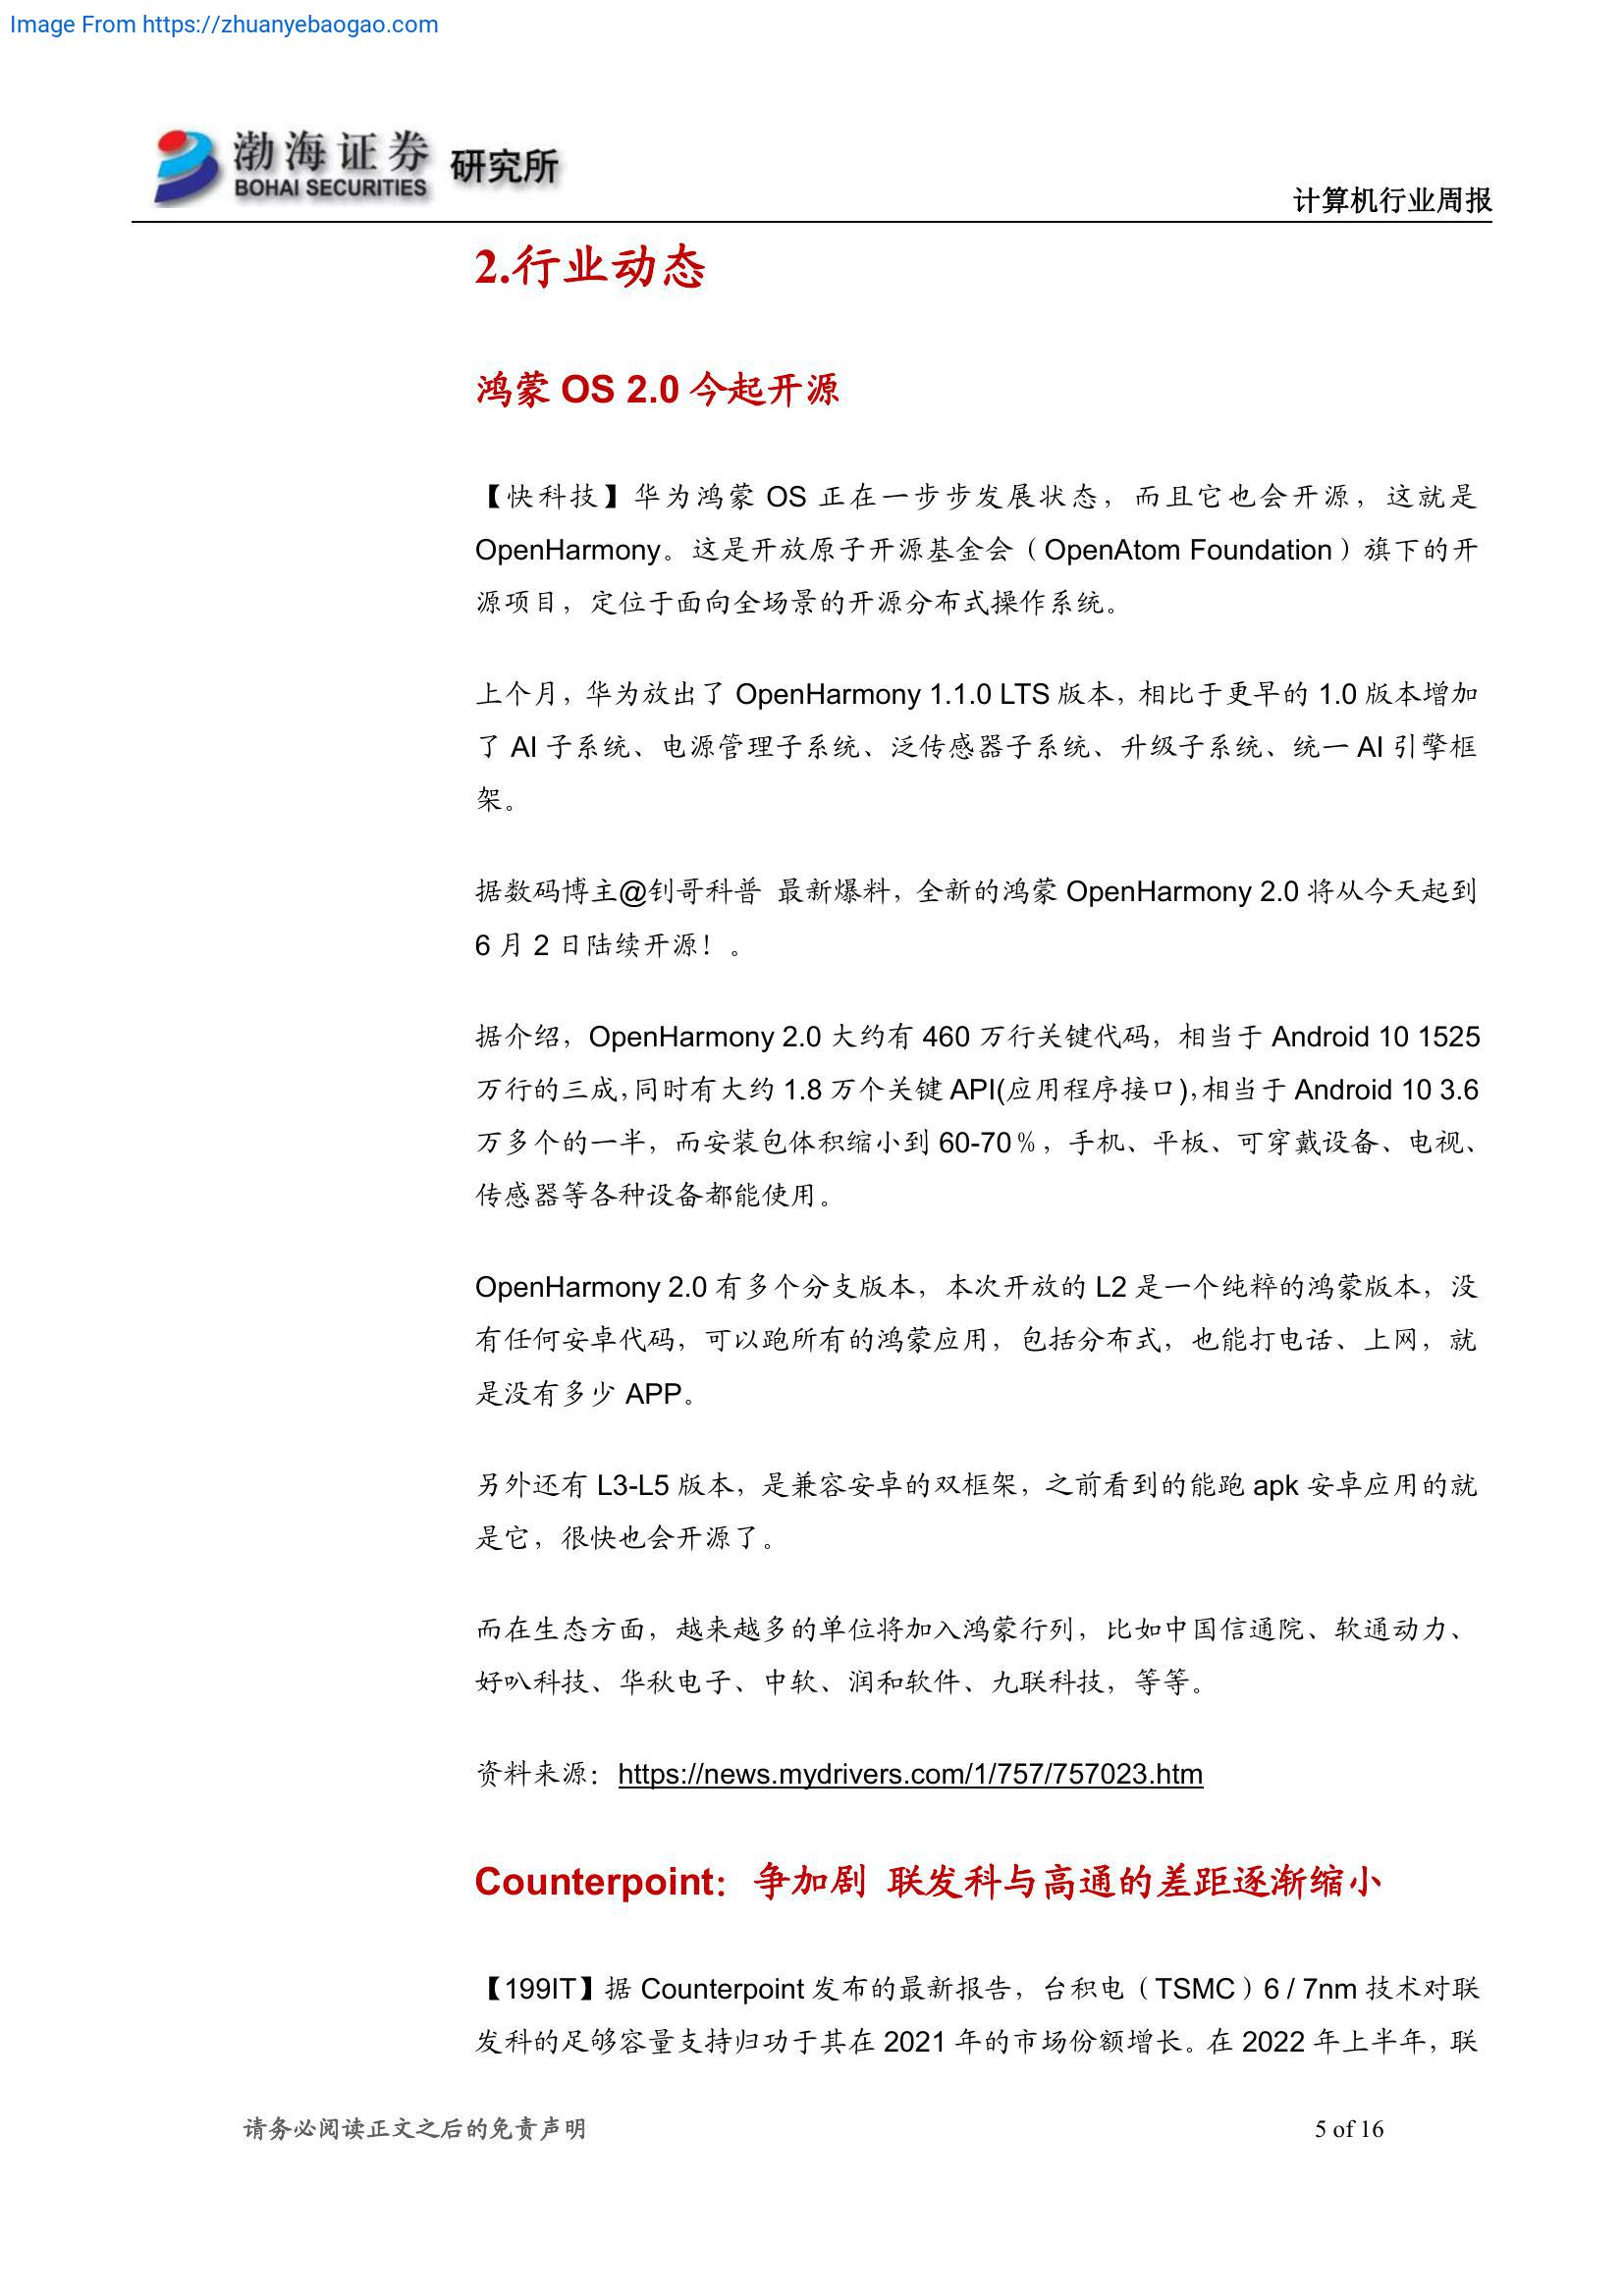 Image From https://zhuanyebaogao.com
渤海证券 研究所
BOHAI SECURITIES
计算机行业周报
2.行业动态
鸿蒙 OS 2.0 今起开源
【快科技】华为鸿蒙 OS 正在一步步发展状态，而且它也会开源，这就是
OpenHarmony。这是开放原子开源基金会（OpenAtom Foundation）旗下的开
源项目，定位于面向全场景的开源分布式操作系统。
上个月，华为放出了 OpenHarmony 1.1.0 LTS 版本，相比于更早的 1.0 版本增加
了 AI 子系统、电源管理子系统、泛传感器子系统、升级子系统、统一 AI 引擎框
架。
据数码博主@钊哥科普 最新爆料，全新的鸿蒙 OpenHarmony 2.0 将从今天起到
6 月 2 日陆续开源！。
据介绍，OpenHarmony 2.0 大约有 460 万行关键代码，相当于 Android 10 1525
万行的三成，同时有大约 1.8 万个关键 API(应用程序接口)，相当于 Android 10 3.6
万多个的一半，而安装包体积缩小到 60-70％，手机、平板、可穿戴设备、电视、
传感器等各种设备都能使用。
OpenHarmony 2.0 有多个分支版本，本次开放的 L2 是一个纯粹的鸿蒙版本，没
有任何安卓代码，可以跑所有的鸿蒙应用，包括分布式，也能打电话、上网，就
是没有多少 APP。
另外还有 L3-L5 版本，是兼容安卓的双框架，之前看到的能跑 apk 安卓应用的就
是它，很快也会开源了。
而在生态方面，越来越多的单位将加入鸿蒙行列，比如中国信通院、软通动力、
好叭科技、华秋电子、中软、润和软件、九联科技，等等。
资料来源：https://news.mydrivers.com/1/757/757023.htm
Counterpoint：争加剧 联发科与高通的差距逐渐缩小
【199IT】据 Counterpoint 发布的最新报告，台积电（TSMC）6 / 7nm 技术对联
发科的足够容量支持归功于其在 2021 年的市场份额增长。在 2022 年上半年，联
请务必阅读正文之后的免责声明
5 of 16